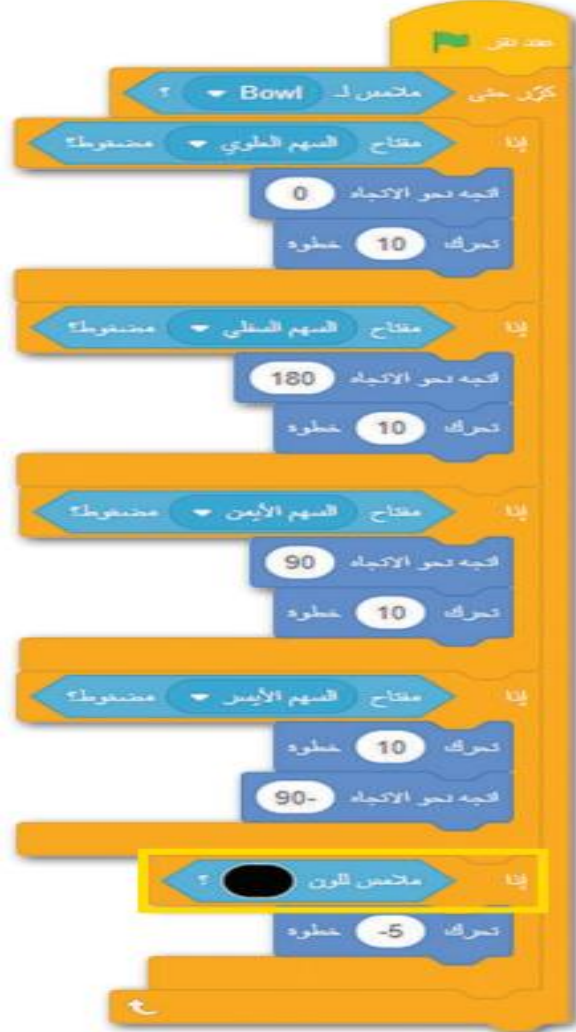 عند نقر
كرّر حتى ملامس لـ Bowl ؟
إذا مفتاح السهم العلوي مضغوط؟
اتجه نحو الاتجاه 0
تحرك 10 خطوة
إذا مفتاح السهم السفلي مضغوط؟
اتجه نحو الاتجاه 180
تحرك 10 خطوة
إذا مفتاح السهم الأيمن مضغوط؟
اتجه نحو الاتجاه 90
تحرك 10 خطوة
إذا مفتاح السهم الأيسر مضغوط؟
تحرك 10 خطوة
اتجه نحو الاتجاه -90
إذا ملامس للون ؟
تحرك -5 خطوة